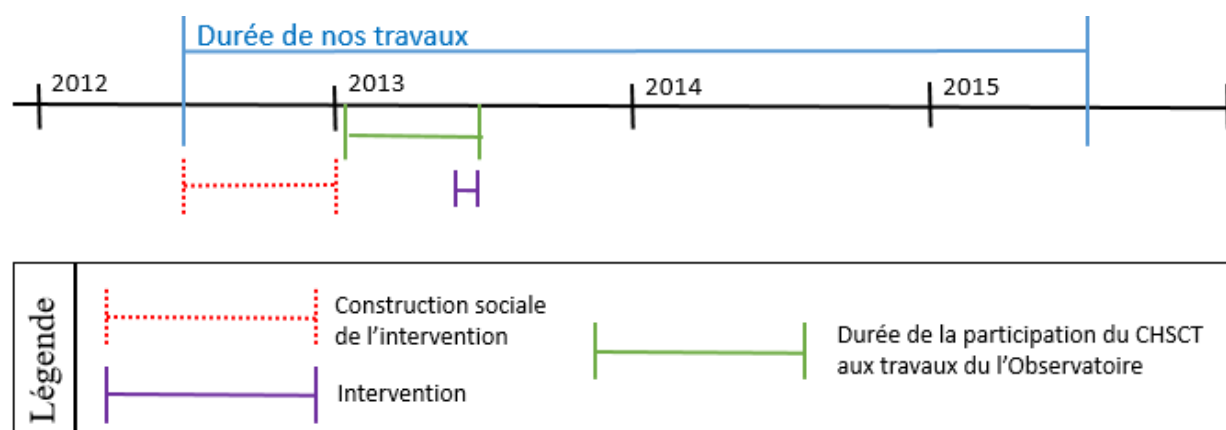 Durée de nos travaux
2012
2013
2014
2015
Légende
Construction sociale
de l’intervention
Intervention
Durée de la participation du CHSCT
aux travaux du l’Observatoire